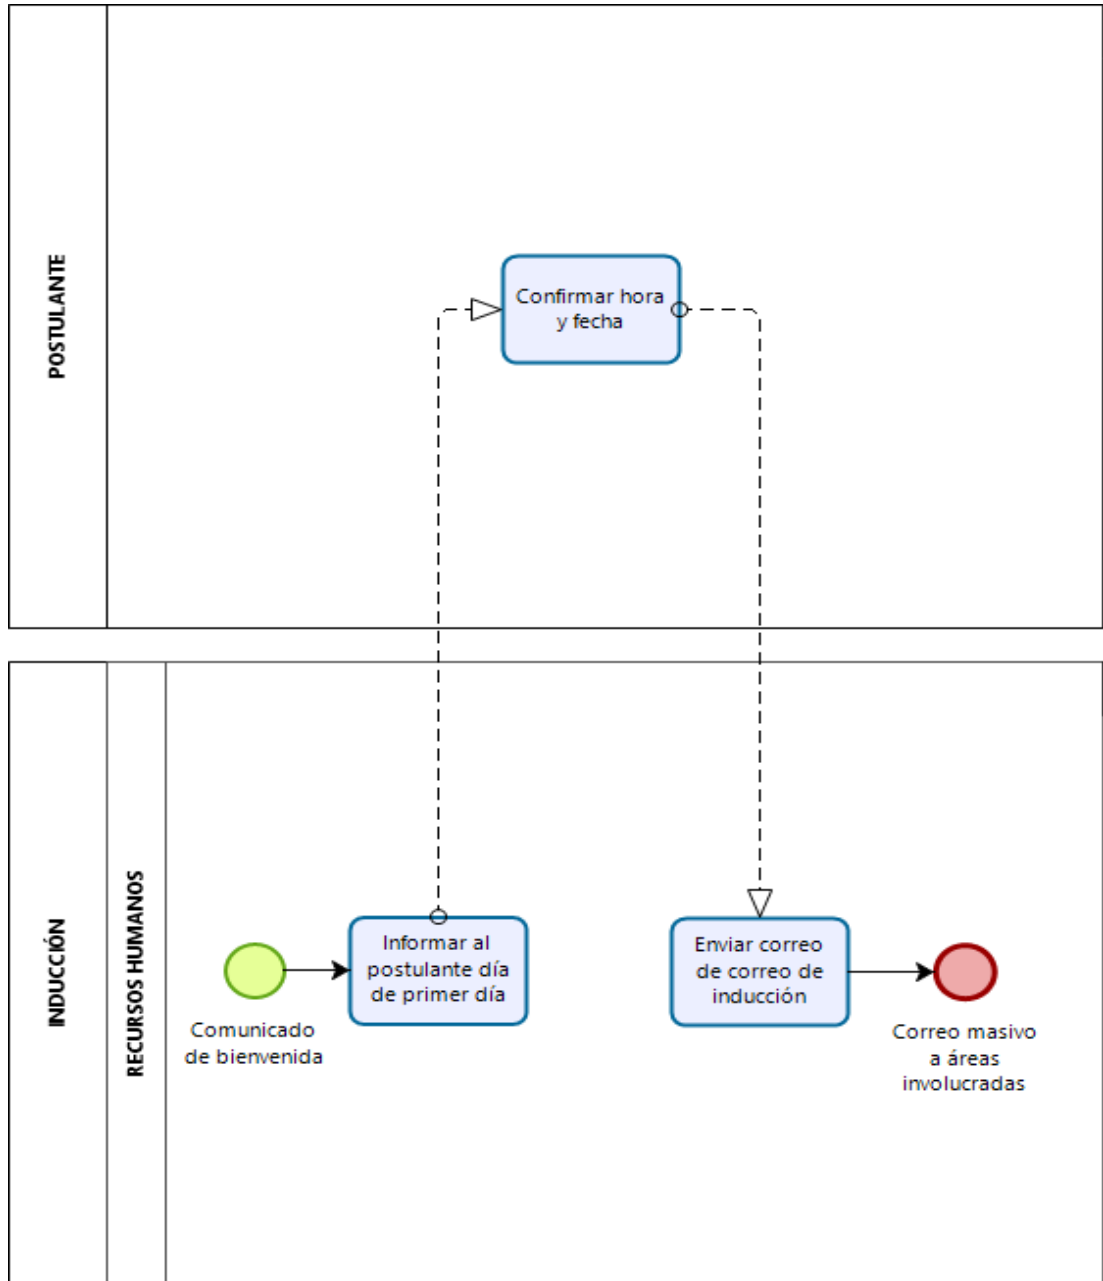 POSTULANTE
Confirmar hora
y fecha
INDUCCIÓN
RECURSOS HUMANOS
Comunicado
de bienvenida
Informar al
postulante día
de primer día
Enviar correo
de correo de
inducción
Correo masivo
a áreas
involucradas